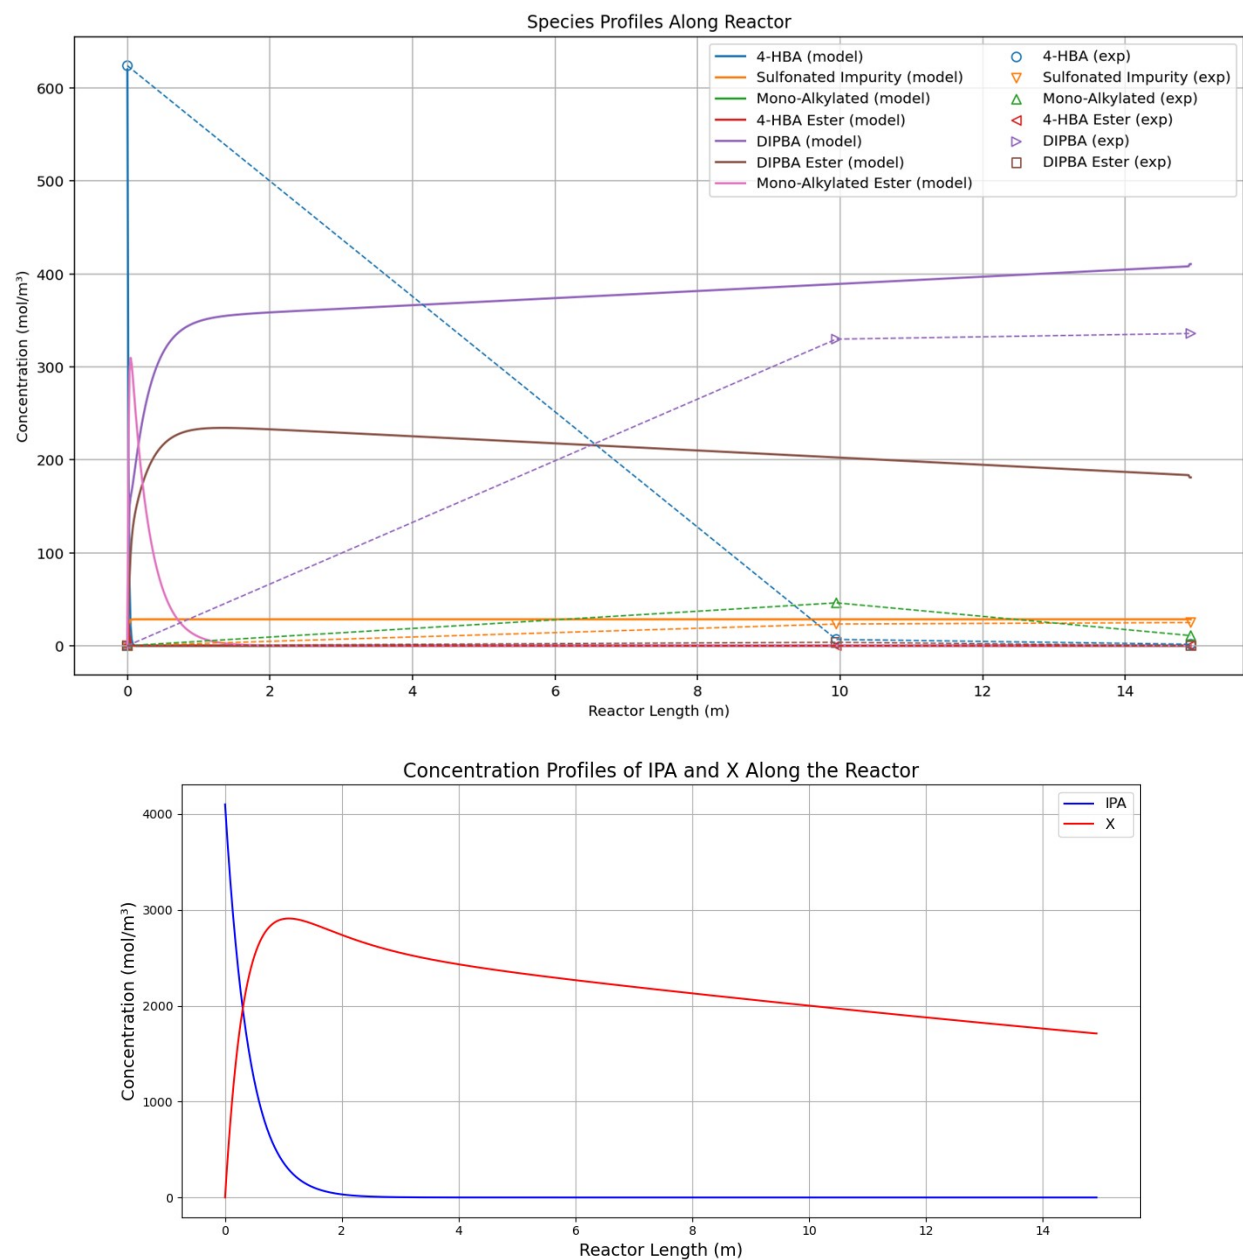 Species Profiles Along Reactor
4-HBA (model)
Sulfonated Impurity (model)
Mono-Alkylated (model)
4-HBA Ester (model)
DIPBA (model)
DIPBA Ester (model)
Mono-Alkylated Ester (model)
4-HBA (exp)
Sulfonated Impurity (exp)
Mono-Alkylated (exp)
4-HBA Ester (exp)
DIPBA (exp)
DIPBA Ester (exp)
Concentration (mol/m³)
600
500
400
300
200
100
0
0 2 4 6 8 10 12 14
Reactor Length (m)
Concentration Profiles of IPA and X Along the Reactor
IPA
X
Concentration (mol/m³)
4000
3000
2000
1000
0
0 2 4 6 8 10 12 14
Reactor Length (m)